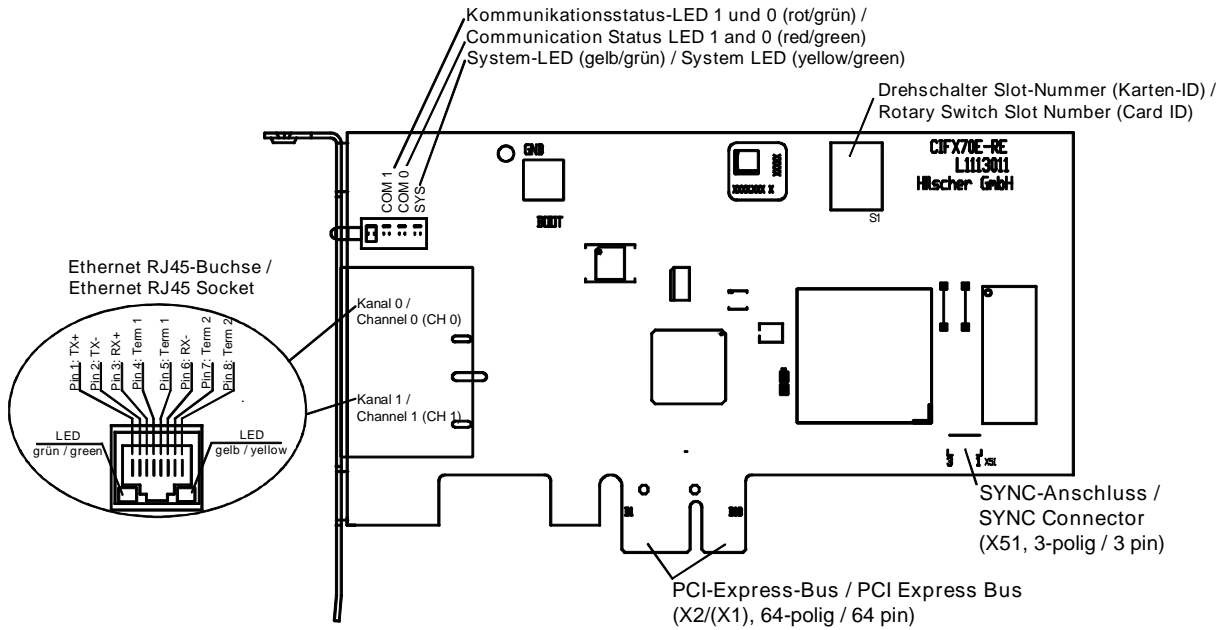 Kommunikationsstatus-LED 1 und 0 (rot/grün) /
Communication Status LED 1 and 0 (red/green)
System-LED (gelb/grün) / System LED (yellow/green)
Drehschalter Slot-Nummer (Karten-ID) /
Rotary Switch Slot Number (Card ID)
COM 1
COM 0
SYS
GND
BOOT
XXXXX
XXXXXXX X
S1
CIFX70E-RE
L1113011
Hilscher GmbH
Ethernet RJ45-Buchse /
Ethernet RJ45 Socket
Kanal 0 /
Channel 0 (CH 0)
Kanal 1 /
Channel 1 (CH 1)
Pin 1: TX+
Pin 2: TX-
Pin 3: RX+
Pin 4: Term 1
Pin 5: Term 1
Pin 6: RX-
Pin 7: Term 2
Pin 8: Term 2
LED
grün / green
LED
gelb / yellow
3
1
X51
SYNC-Anschluss /
SYNC Connector
(X51, 3-polig / 3 pin)
B1
PCI-Express-Bus / PCI Express Bus
(X2/(X1), 64-polig / 64 pin)